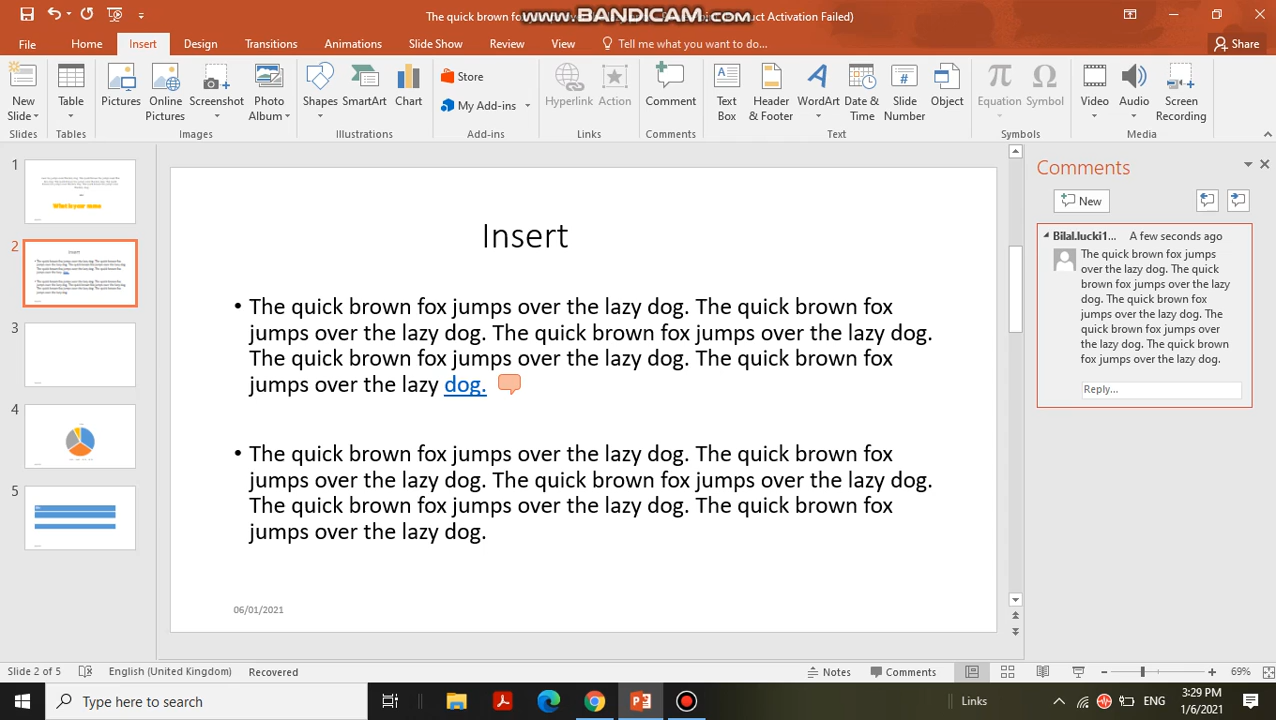 The quick brown fo
www.BANDICAM.com
uct Activation Failed)
File
Home
Insert
Design
Transitions
Animations
Slide Show
Review
View
Tell me what you want to do...
Share
New
Slide
Table
Pictures
Online
Pictures
Screenshot
Photo
Album
Shapes
SmartArt
Chart
Store
My Add-ins
Hyperlink
Action
Comment
Text
Box
Header
& Footer
WordArt
Date &
Time
Slide
Number
Object
Equation
Symbol
Video
Audio
Screen
Recording
Slides
Tables
Images
Illustrations
Add-ins
Links
Comments
Text
Symbols
Media
1
What is your name
2
3
4
5
Insert
• The quick brown fox jumps over the lazy dog. The quick brown fox
jumps over the lazy dog. The quick brown fox jumps over the lazy dog.
The quick brown fox jumps over the lazy dog. The quick brown fox
jumps over the lazy dog.
• The quick brown fox jumps over the lazy dog. The quick brown fox
jumps over the lazy dog. The quick brown fox jumps over the lazy dog.
The quick brown fox jumps over the lazy dog. The quick brown fox
jumps over the lazy dog.
06/01/2021
Comments
New
Bilal.lucki1... A few seconds ago
The quick brown fox jumps
over the lazy dog. The quick
brown fox jumps over the lazy
dog. The quick brown fox
jumps over the lazy dog. The
quick brown fox jumps over
the lazy dog. The quick brown
fox jumps over the lazy dog.
Reply...
Slide 2 of 5
English (United Kingdom)
Recovered
Notes
Comments
69%
Type here to search
Links
ENG
3:29 PM
1/6/2021